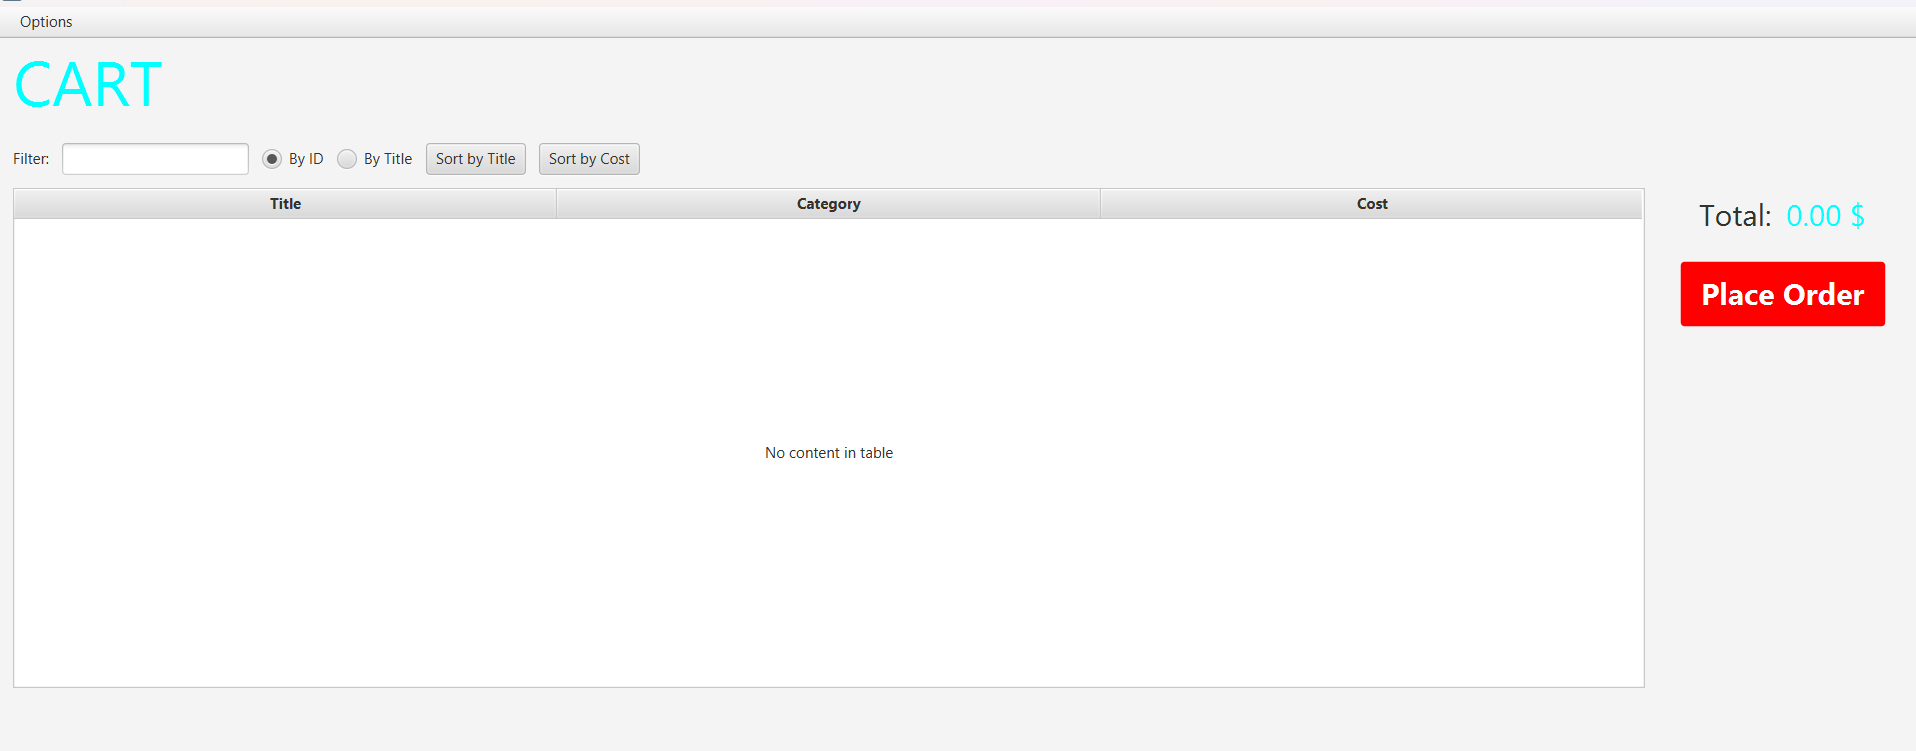 Options
CART
Filter: By ID By Title Sort by Title Sort by Cost
Title Category Cost
Total: 0.00 $
Place Order
No content in table